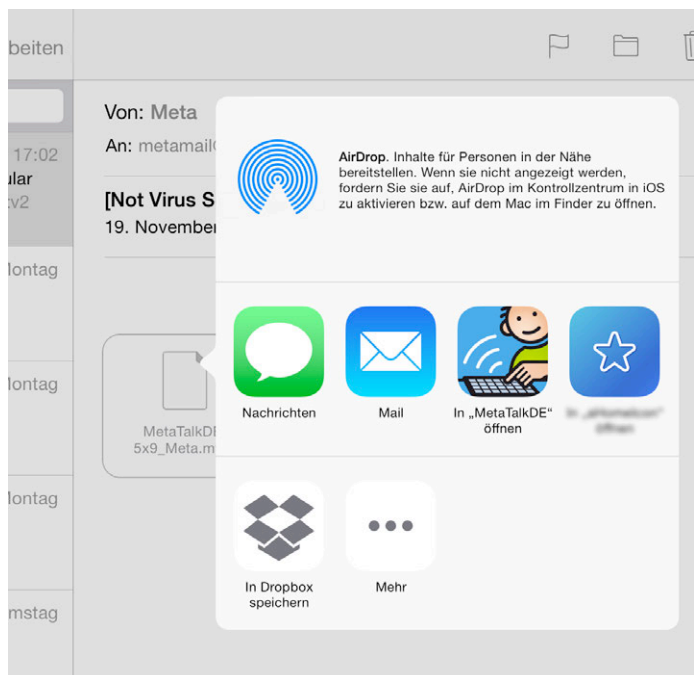 beiten
Von: Meta
17:02
An: metamail
ular
:v2
[Not Virus S
19. November
AirDrop. Inhalte für Personen in der Nähe
bereitstellen. Wenn sie nicht angezeigt werden,
fordern Sie sie auf, AirDrop im Kontrollzentrum in iOS
zu aktivieren bzw. auf dem Mac im Finder zu öffnen.
Montag
Montag
MetaTalkDE
5x9_Meta.m
Nachrichten
Mail
In „MetaTalkDE“
öffnen
Montag
In Dropbox
speichern
Mehr
mstag